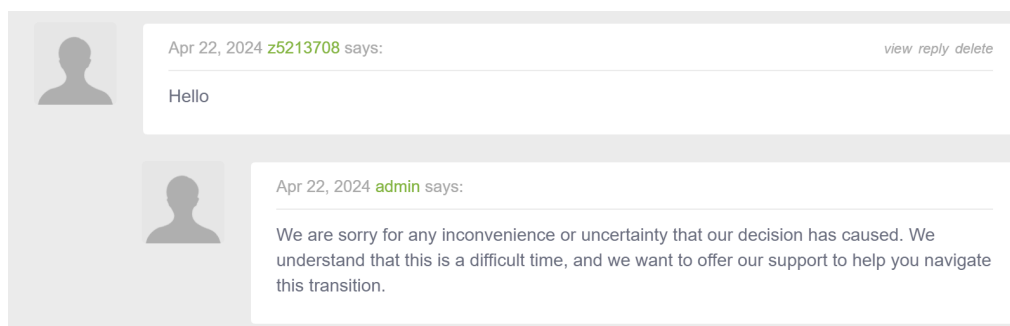 Apr 22, 2024 z5213708 says:
view reply delete
Hello
Apr 22, 2024 admin says:
We are sorry for any inconvenience or uncertainty that our decision has caused. We
understand that this is a difficult time, and we want to offer our support to help you navigate
this transition.